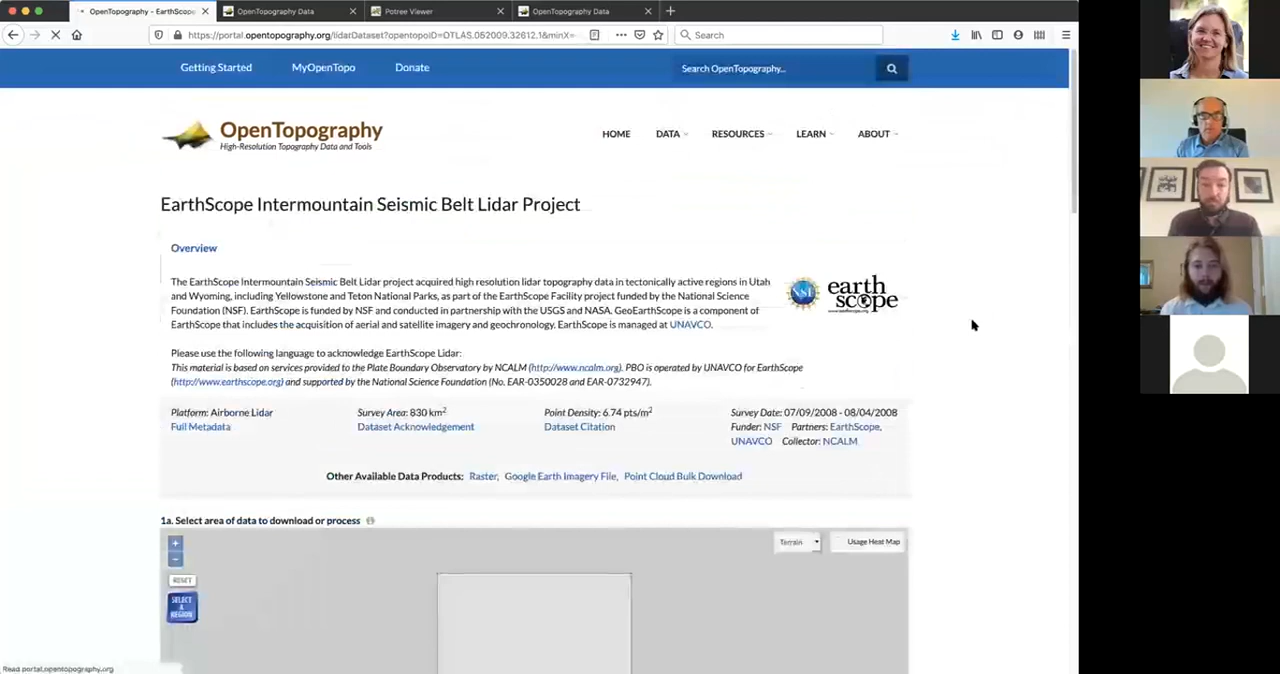 OpenTopography - EarthScope
OpenTopography Data
Potree Viewer
OpenTopography Data
https://portal.opentopography.org/lidarDataset?opentopoID=OTLAS.052009.32612.1&minX=
Search
Getting Started
MyOpenTopo
Donate
Search OpenTopography...
OpenTopography
High-Resolution Topography Data and Tools
HOME
DATA
RESOURCES
LEARN
ABOUT
EarthScope Intermountain Seismic Belt Lidar Project
Overview
The EarthScope Intermountain Seismic Belt Lidar project acquired high resolution lidar topography data in tectonically active regions in Utah
and Wyoming, including Yellowstone and Teton National Parks, as part of the EarthScope Facility project funded by the National Science
Foundation (NSF). EarthScope is funded by NSF and conducted in partnership with the USGS and NASA. GeoEarthScope is a component of
EarthScope that includes the acquisition of aerial and satellite imagery and geochronology. EarthScope is managed at UNAVCO.
NSF
earth
scope
www.earthscope.org
Please use the following language to acknowledge EarthScope Lidar:
This material is based on services provided to the Plate Boundary Observatory by NCALM (http://www.ncalm.org). PBO is operated by UNAVCO for EarthScope
(http://www.earthscope.org) and supported by the National Science Foundation (No. EAR-0350028 and EAR-0732947).
Platform: Airborne Lidar
Survey Area: 830 km²
Point Density: 6.74 pts/m²
Survey Date: 07/09/2008 - 08/04/2008
Full Metadata
Dataset Acknowledgement
Dataset Citation
Funder: NSF Partners: EarthScope,
UNAVCO Collector: NCALM
Other Available Data Products: Raster, Google Earth Imagery File, Point Cloud Bulk Download
1a. Select area of data to download or process
Terrain
Usage Heat Map
RESET
SELECT
A
REGION
Read portal.opentopography.org